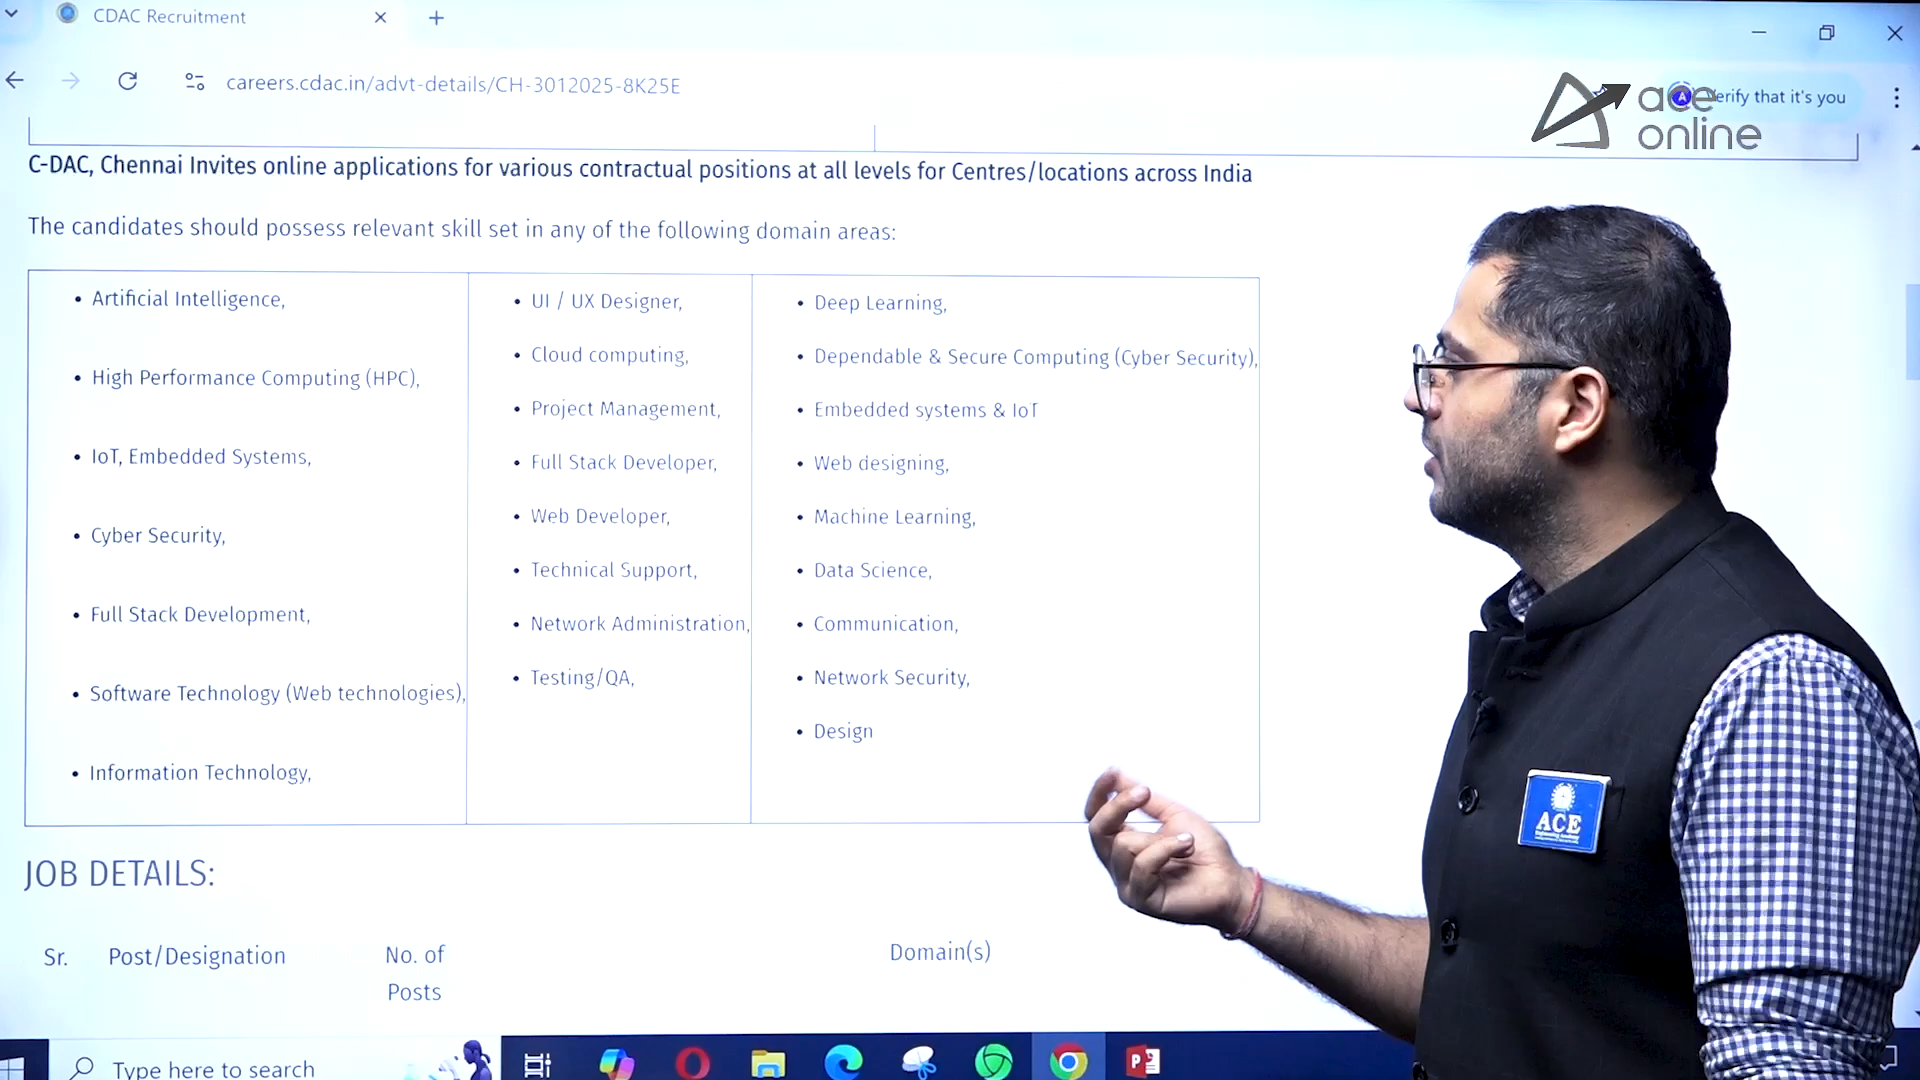 CDAC Recruitment
careers.cdac.in/advt-details/CH-3012025-8K25E
erify that it's you
ace
online
C-DAC, Chennai Invites online applications for various contractual positions at all levels for Centres/locations across India
The candidates should possess relevant skill set in any of the following domain areas:
• Artificial Intelligence,
• High Performance Computing (HPC),
• IoT, Embedded Systems,
• Cyber Security,
• Full Stack Development,
• Software Technology (Web technologies),
• Information Technology,
• UI / UX Designer,
• Cloud computing,
• Project Management,
• Full Stack Developer,
• Web Developer,
• Technical Support,
• Network Administration,
• Testing/QA,
• Deep Learning,
• Dependable & Secure Computing (Cyber Security),
• Embedded systems & IoT
• Web designing,
• Machine Learning,
• Data Science,
• Communication,
• Network Security,
• Design
JOB DETAILS:
Sr. Post/Designation No. of Posts Domain(s)
ACE
Type here to search